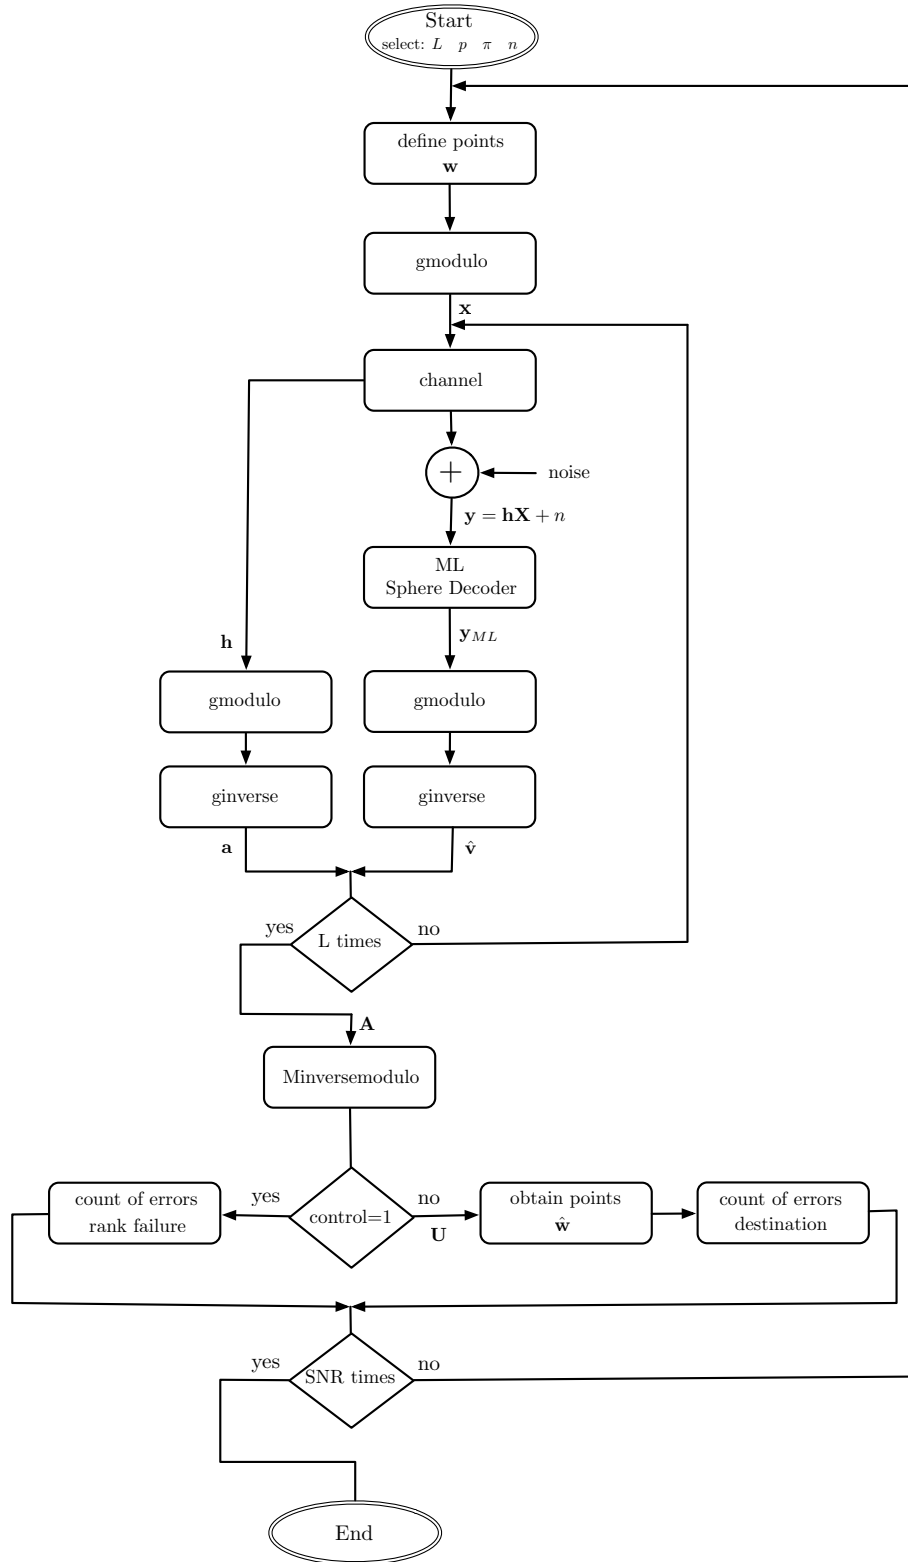 Start
select: L p π n
define points
w
gmodulo
x
channel
+
noise
y = hX + n
ML
Sphere Decoder
h
y_{ML}
gmodulo
gmodulo
ginverse
ginverse
a
v̂
yes
no
L times
A
Minversemodulo
count of errors
rank failure
yes
control=1
no
U
obtain points
ŵ
count of errors
destination
yes
no
SNR times
End